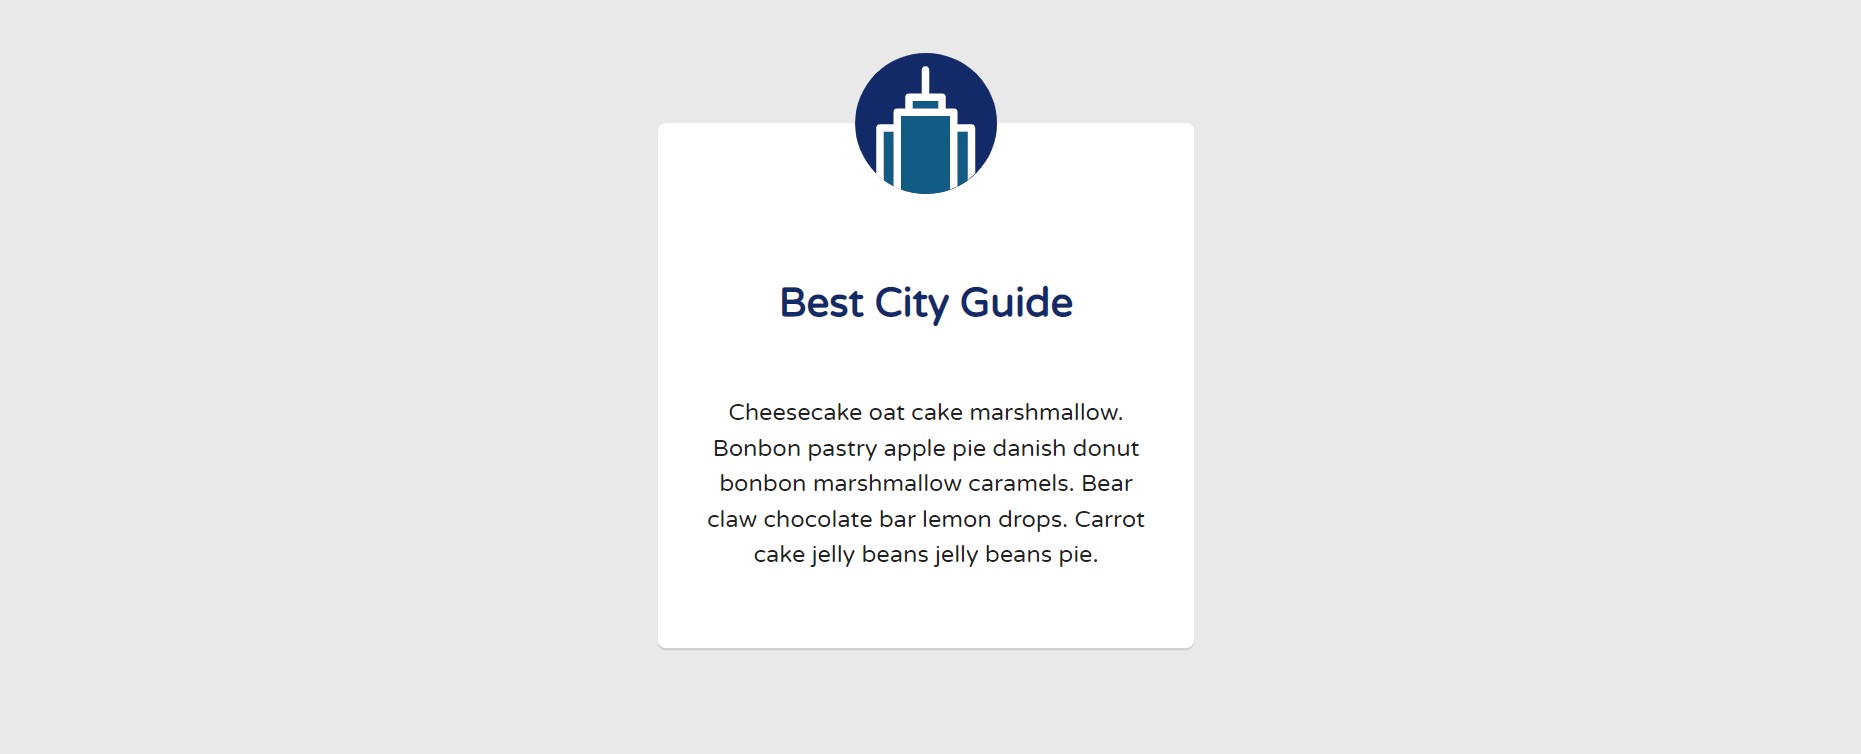 Best City Guide
Cheesecake oat cake marshmallow.
Bonbon pastry apple pie danish donut
bonbon marshmallow caramels. Bear
claw chocolate bar lemon drops. Carrot
cake jelly beans jelly beans pie.